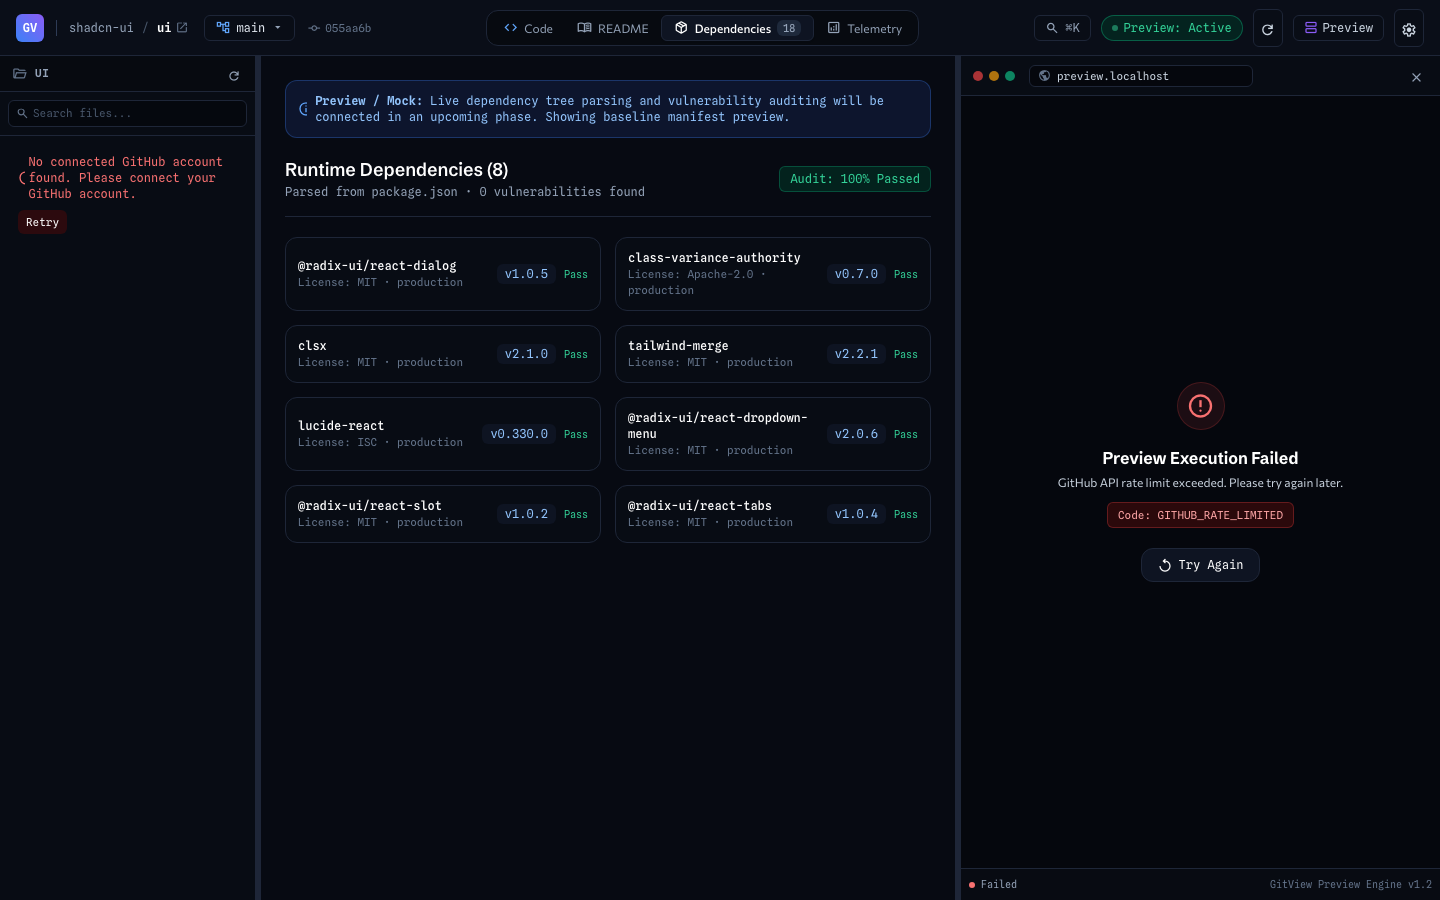 GV
shadcn-ui / ui
main
055aa6b
Code
README
Dependencies 18
Telemetry
⌘K
Preview: Active
Preview
UI
Search files...
No connected GitHub account
found. Please connect your
GitHub account.
Retry
Preview / Mock: Live dependency tree parsing and vulnerability auditing will be
connected in an upcoming phase. Showing baseline manifest preview.
Runtime Dependencies (8)
Parsed from package.json · 0 vulnerabilities found
Audit: 100% Passed
@radix-ui/react-dialog
License: MIT · production
v1.0.5 Pass
class-variance-authority
License: Apache-2.0 ·
production
v0.7.0 Pass
clsx
License: MIT · production
v2.1.0 Pass
tailwind-merge
License: MIT · production
v2.2.1 Pass
lucide-react
License: ISC · production
v0.330.0 Pass
@radix-ui/react-dropdown-
menu
License: MIT · production
v2.0.6 Pass
@radix-ui/react-slot
License: MIT · production
v1.0.2 Pass
@radix-ui/react-tabs
License: MIT · production
v1.0.4 Pass
preview.localhost
Preview Execution Failed
GitHub API rate limit exceeded. Please try again later.
Code: GITHUB_RATE_LIMITED
Try Again
Failed
GitView Preview Engine v1.2